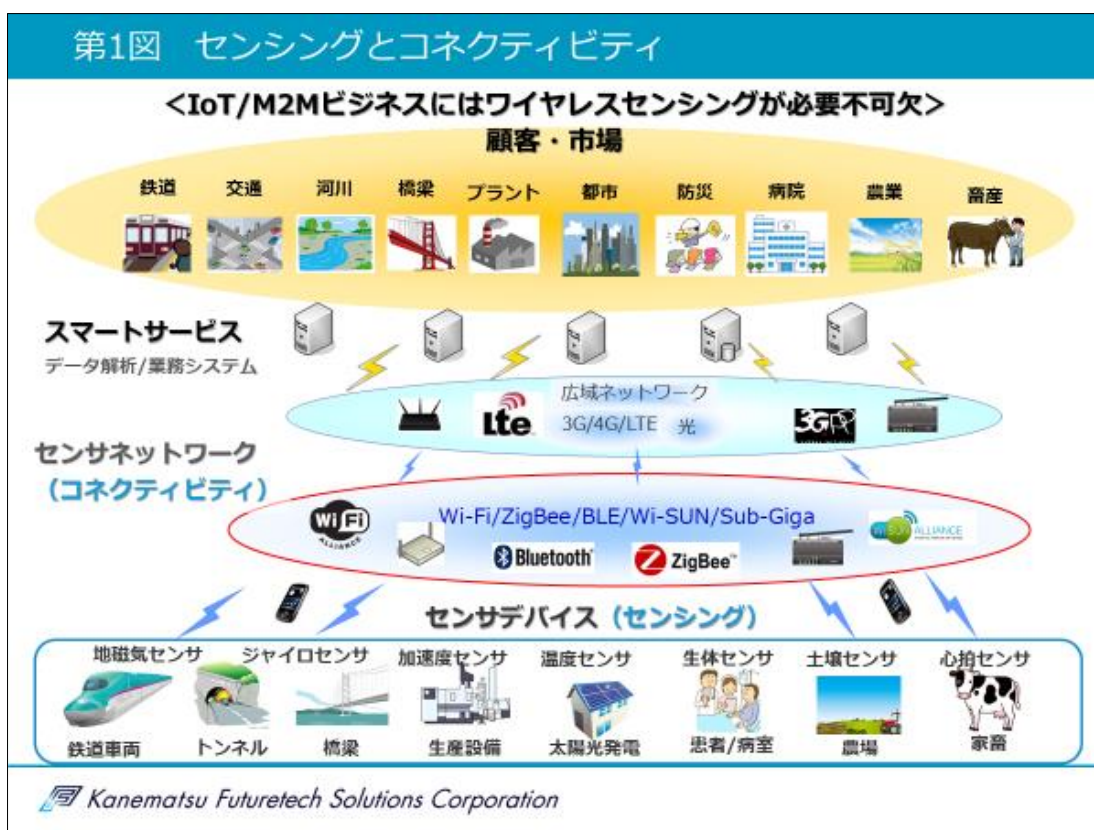 第1図 センシングとコネクティビティ
<IoT/M2Mビジネスにはワイヤレスセンシングが必要不可欠>
顧客・市場
鉄道 交通 河川 橋梁 プラント 都市 防災 病院 農業 畜産
スマートサービス
データ解析/業務システム
広域ネットワーク
Lte 3G/4G/LTE 光 3GPP
センサネットワーク
(コネクティビティ)
Wi-Fi/ZigBee/BLE/Wi-SUN/Sub-Giga
Wi Fi
ALLIANCE
Wi SUN ALLIANCE
Bluetooth ZigBee
センサデバイス(センシング)
地磁気センサ ジャイロセンサ 加速度センサ 温度センサ 生体センサ 土壌センサ 心拍センサ
鉄道車両 トンネル 橋梁 生産設備 太陽光発電 患者/病室 農場 家畜
Kanematsu Futuretech Solutions Corporation